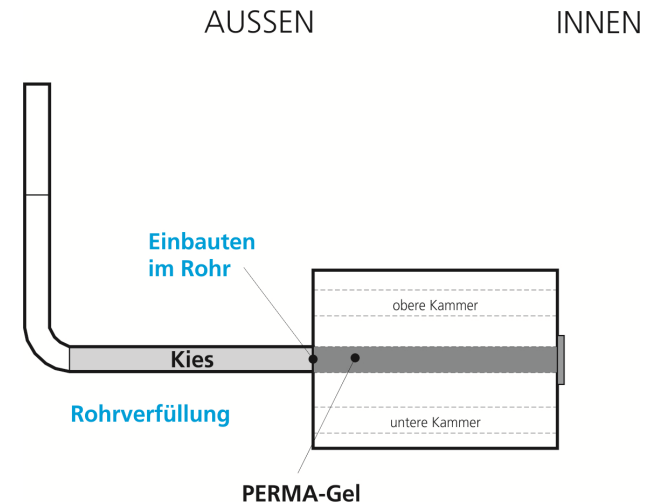 AUSSEN
INNEN
Einbauten
im Rohr
obere Kammer
Kies
Rohrverfüllung
untere Kammer
PERMA-Gel